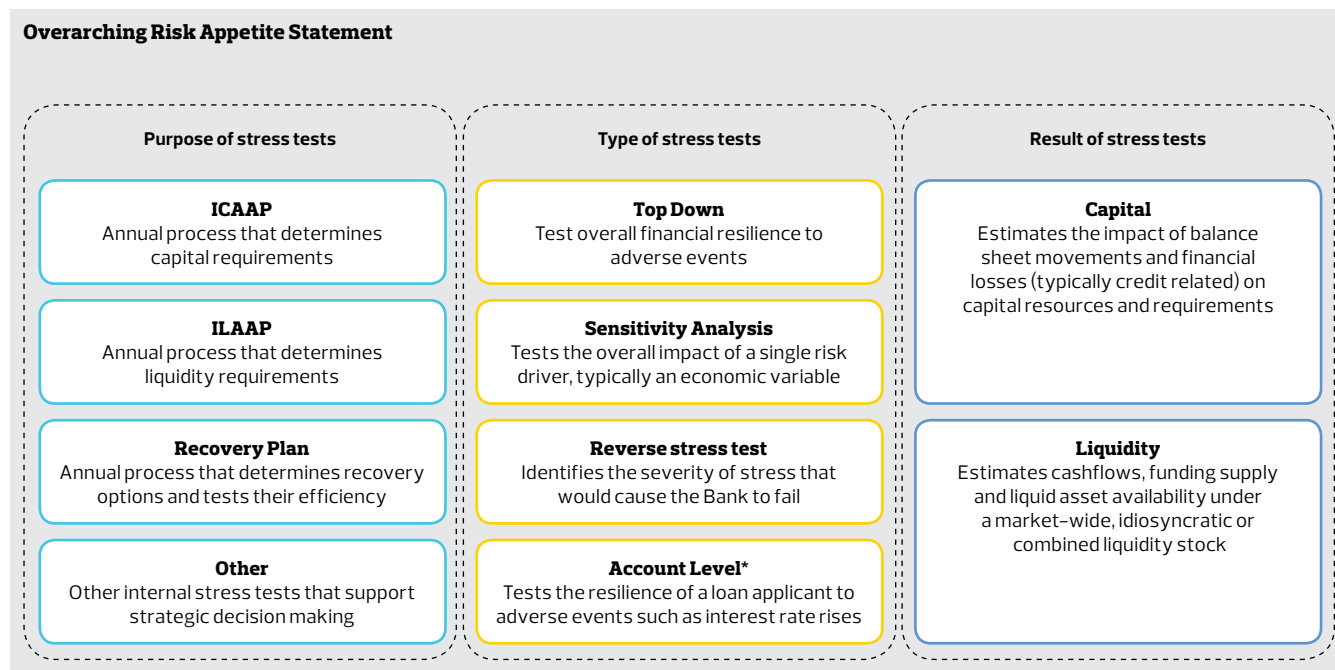 Overarching Risk Appetite Statement
Purpose of stress tests
ICAAP
Annual process that determines
capital requirements
ILAAP
Annual process that determines
liquidity requirements
Recovery Plan
Annual process that determines recovery
options and tests their efficiency
Other
Other internal stress tests that support
strategic decision making
Type of stress tests
Top Down
Test overall financial resilience to
adverse events
Sensitivity Analysis
Tests the overall impact of a single risk
driver, typically an economic variable
Reverse stress test
Identifies the severity of stress that
would cause the Bank to fail
Account Level*
Tests the resilience of a loan applicant to
adverse events such as interest rate rises
Result of stress tests
Capital
Estimates the impact of balance
sheet movements and financial
losses (typically credit related) on
capital resources and requirements
Liquidity
Estimates cashflows, funding supply
and liquid asset availability under
a market-wide, idiosyncratic or
combined liquidity stock